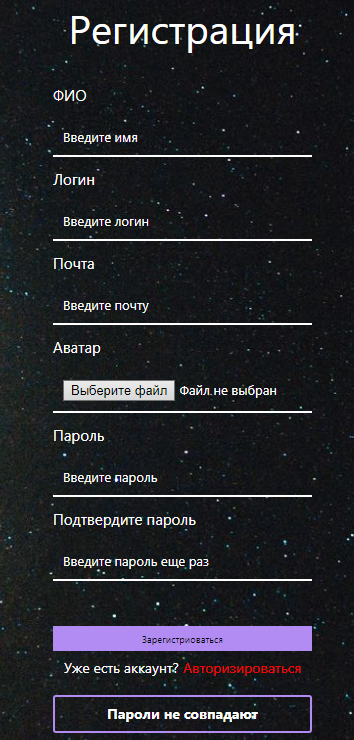 Регистрация
ФИО
Введите имя
Логин
Введите логин
Почта
Введите почту
Аватар
Выберите файл Файл не выбран
Пароль
Введите пароль
Подтвердите пароль
Введите пароль еще раз
Зарегистриоваться
Уже есть аккаунт? Авторизироваться
Пароли не совпадают